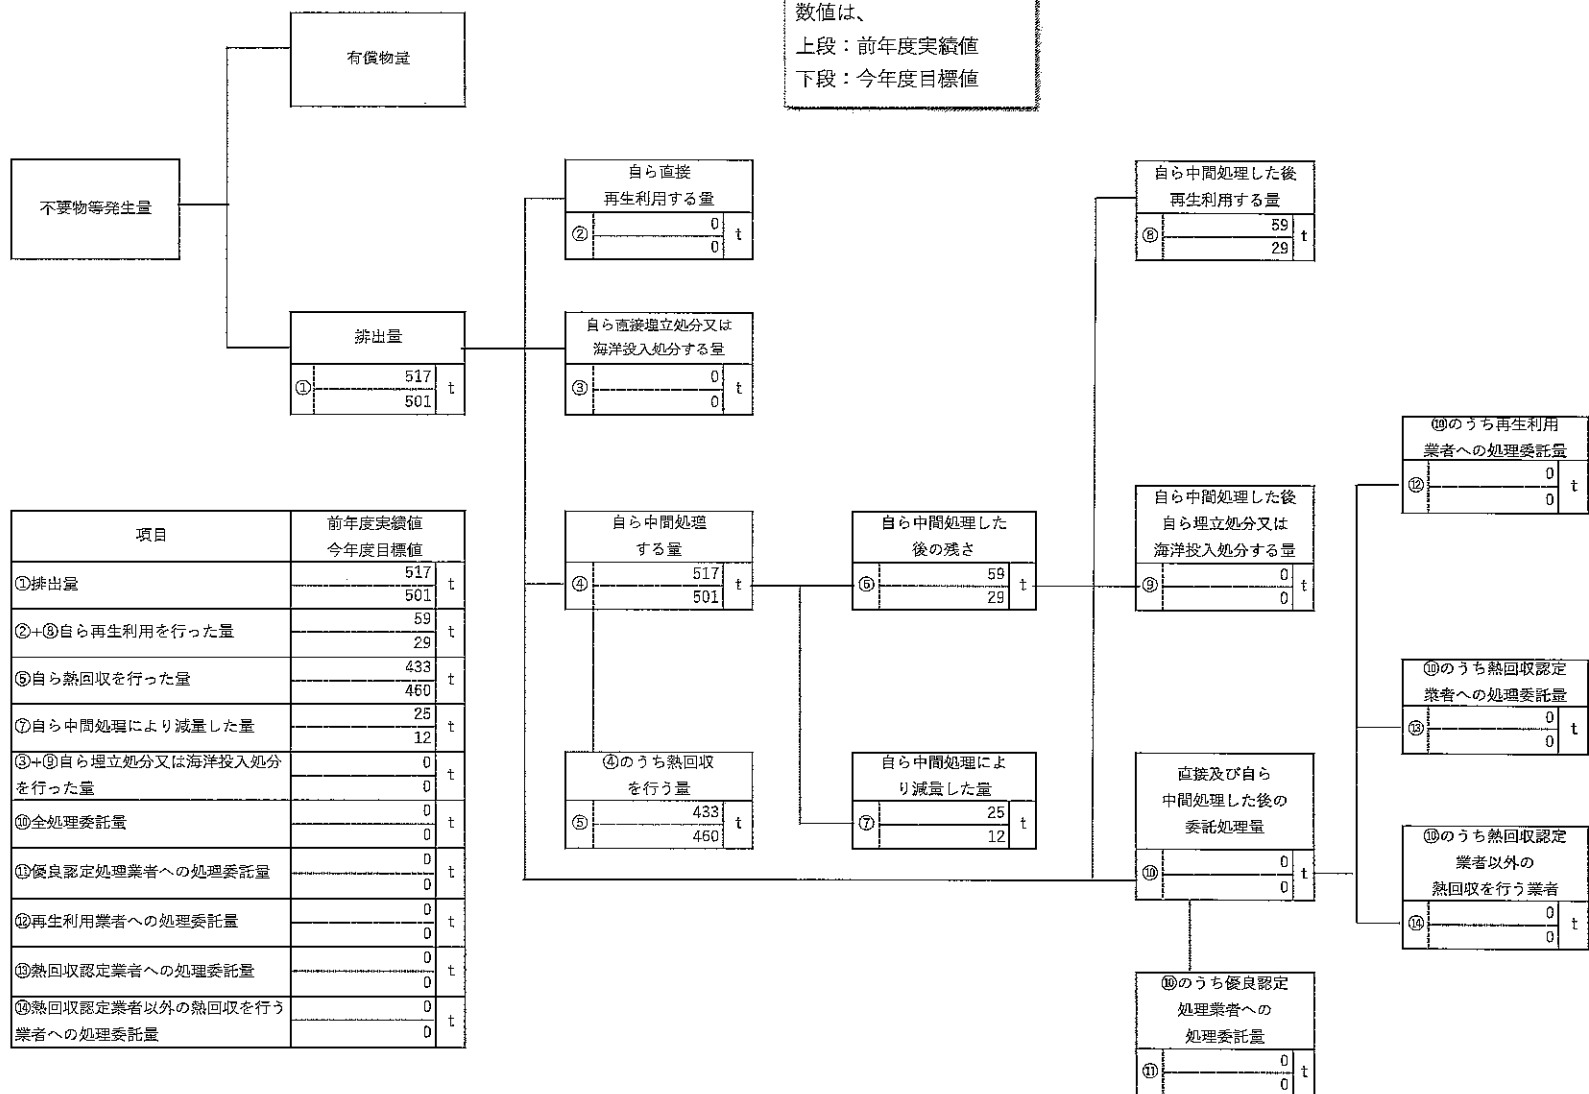 数値は、
上段：前年度実績値
下段：今年度目標値
有償物量
不要物等発生量
排出量
① 517 t
501
自ら直接
再生利用する量
② 0 t
0
自ら直接埋立処分又は
海洋投入処分する量
③ 0 t
0
自ら中間処理
する量
④ 517 t
501
④のうち熱回収
を行う量
⑤ 433 t
460
自ら中間処理した
後の残さ
⑥ 59 t
29
自ら中間処理によ
り減量した量
⑦ 25 t
12
自ら中間処理した後
再生利用する量
⑧ 59 t
29
自ら中間処理した後
自ら埋立処分又は
海洋投入処分する量
⑨ 0 t
0
直接及び自ら
中間処理した後の
委託処理量
⑩ 0 t
0
⑩のうち優良認定
処理業者への
処理委託量
⑪ 0 t
0
⑩のうち再生利用
業者への処理委託量
⑫ 0 t
0
⑩のうち熱回収認定
業者への処理委託量
⑬ 0 t
0
⑩のうち熱回収認定
業者以外の
熱回収を行う業者
⑭ 0 t
0
項目 前年度実績値
今年度目標値
①排出量 517 t
501
②+⑧自ら再生利用を行った量 59 t
29
⑤自ら熱回収を行った量 433 t
460
⑦自ら中間処理により減量した量 25 t
12
③+⑨自ら埋立処分又は海洋投入処分 0 t
を行った量 0
⑩全処理委託量 0 t
0
⑪優良認定処理業者への処理委託量 0 t
0
⑫再生利用業者への処理委託量 0 t
0
⑬熱回収認定業者への処理委託量 0 t
0
⑭熱回収認定業者以外の熱回収を行う 0 t
業者への処理委託量 0